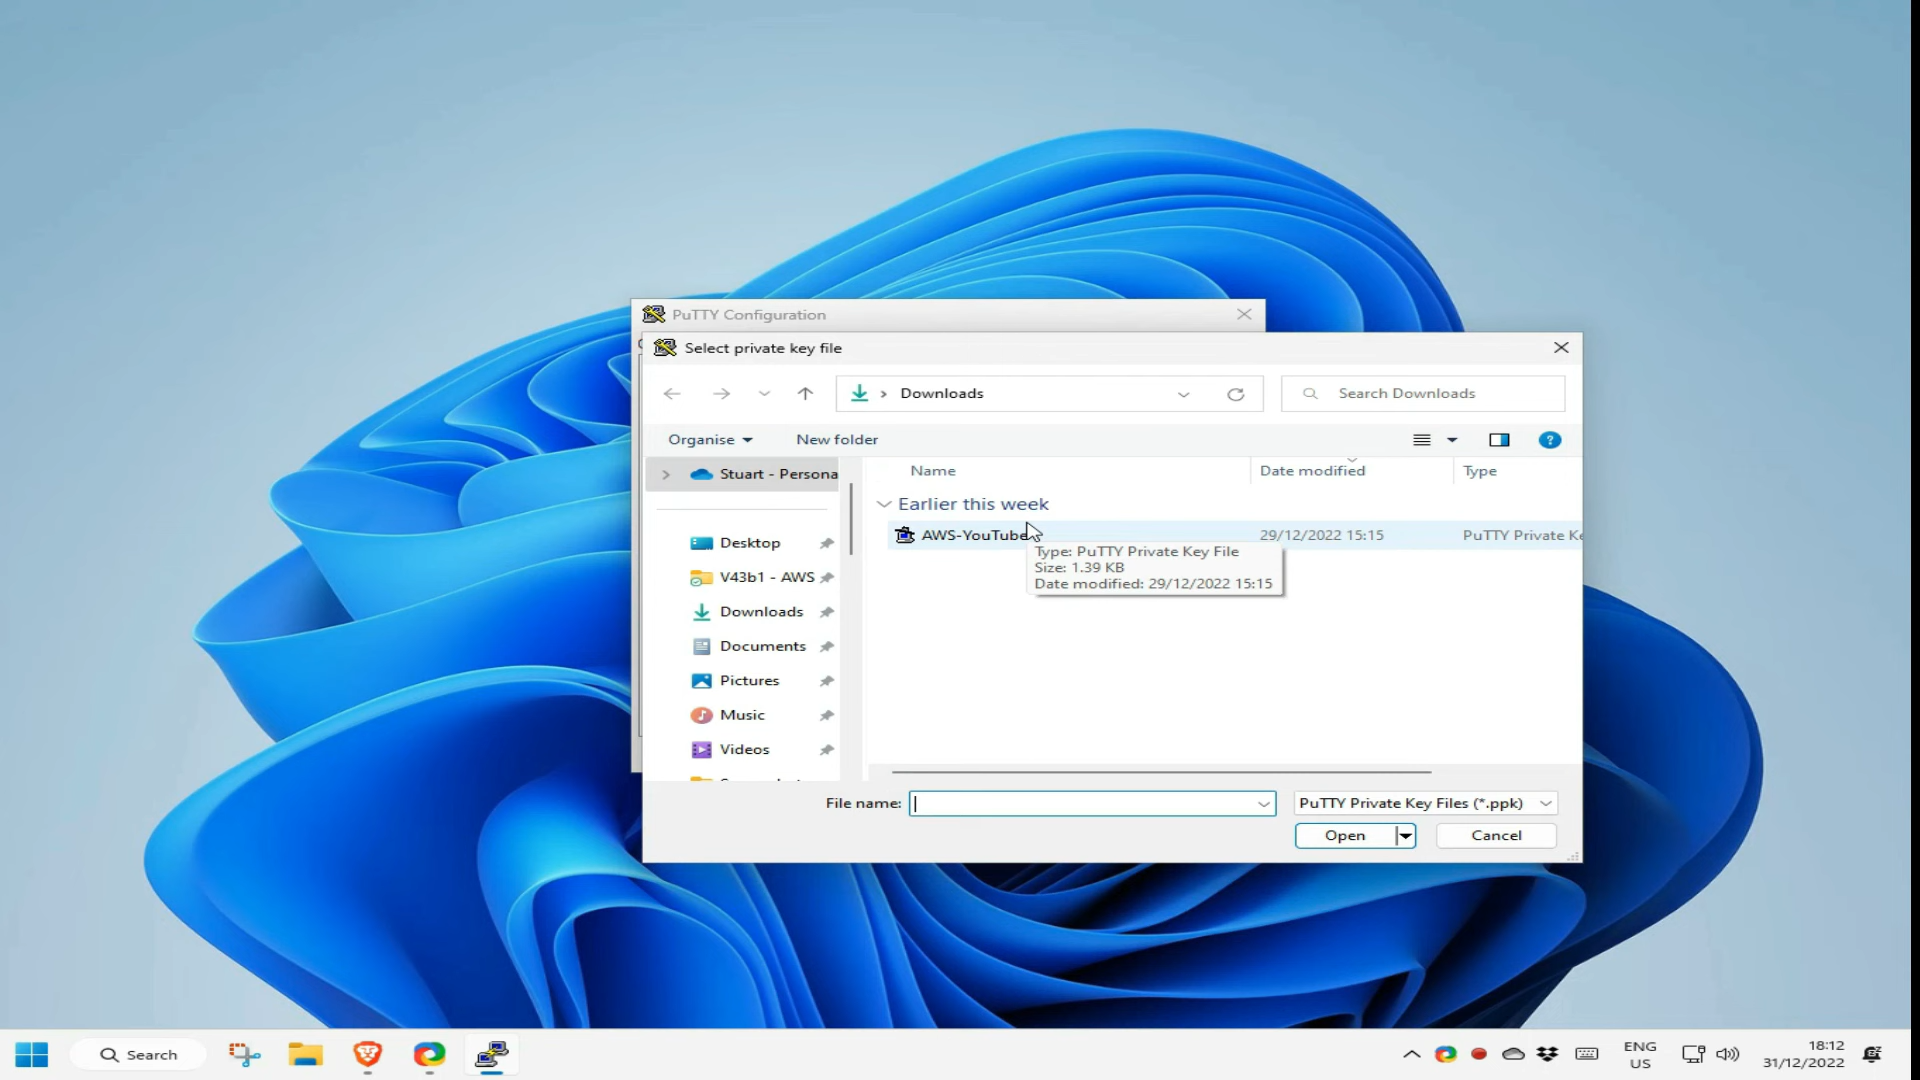 PuTTY Configuration
Select private key file
Downloads
Search Downloads
Organise
New folder
?
Stuart - Persona
Name
Date modified
Type
Earlier this week
AWS-YouTube
29/12/2022 15:15
PuTTY Private Ke
Type: PuTTY Private Key File
Size: 1.39 KB
Date modified: 29/12/2022 15:15
Desktop
V43b1 - AWS
Downloads
Documents
Pictures
Music
Videos
File name:
PuTTY Private Key Files (*.ppk)
Open
Cancel
Search
ENG
US
18:12
31/12/2022